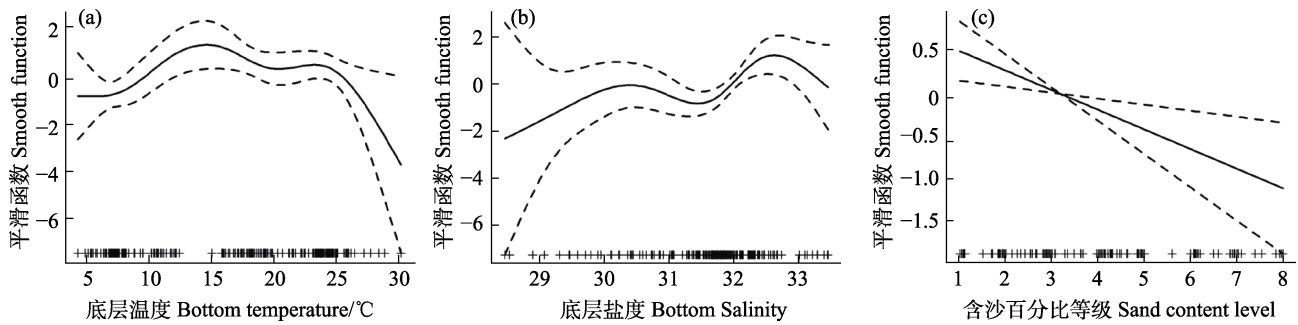 (a)
平滑函数 Smooth function
2
0
−2
−4
−6
5 10 15 20 25 30
底层温度 Bottom temperature/℃
(b)
平滑函数 Smooth function
2
0
−2
−4
−6
29 30 31 32 33
底层盐度 Bottom Salinity
(c)
平滑函数 Smooth function
0.5
0
−0.5
−1.0
−1.5
1 2 3 4 5 6 7 8
含沙百分比等级 Sand content level